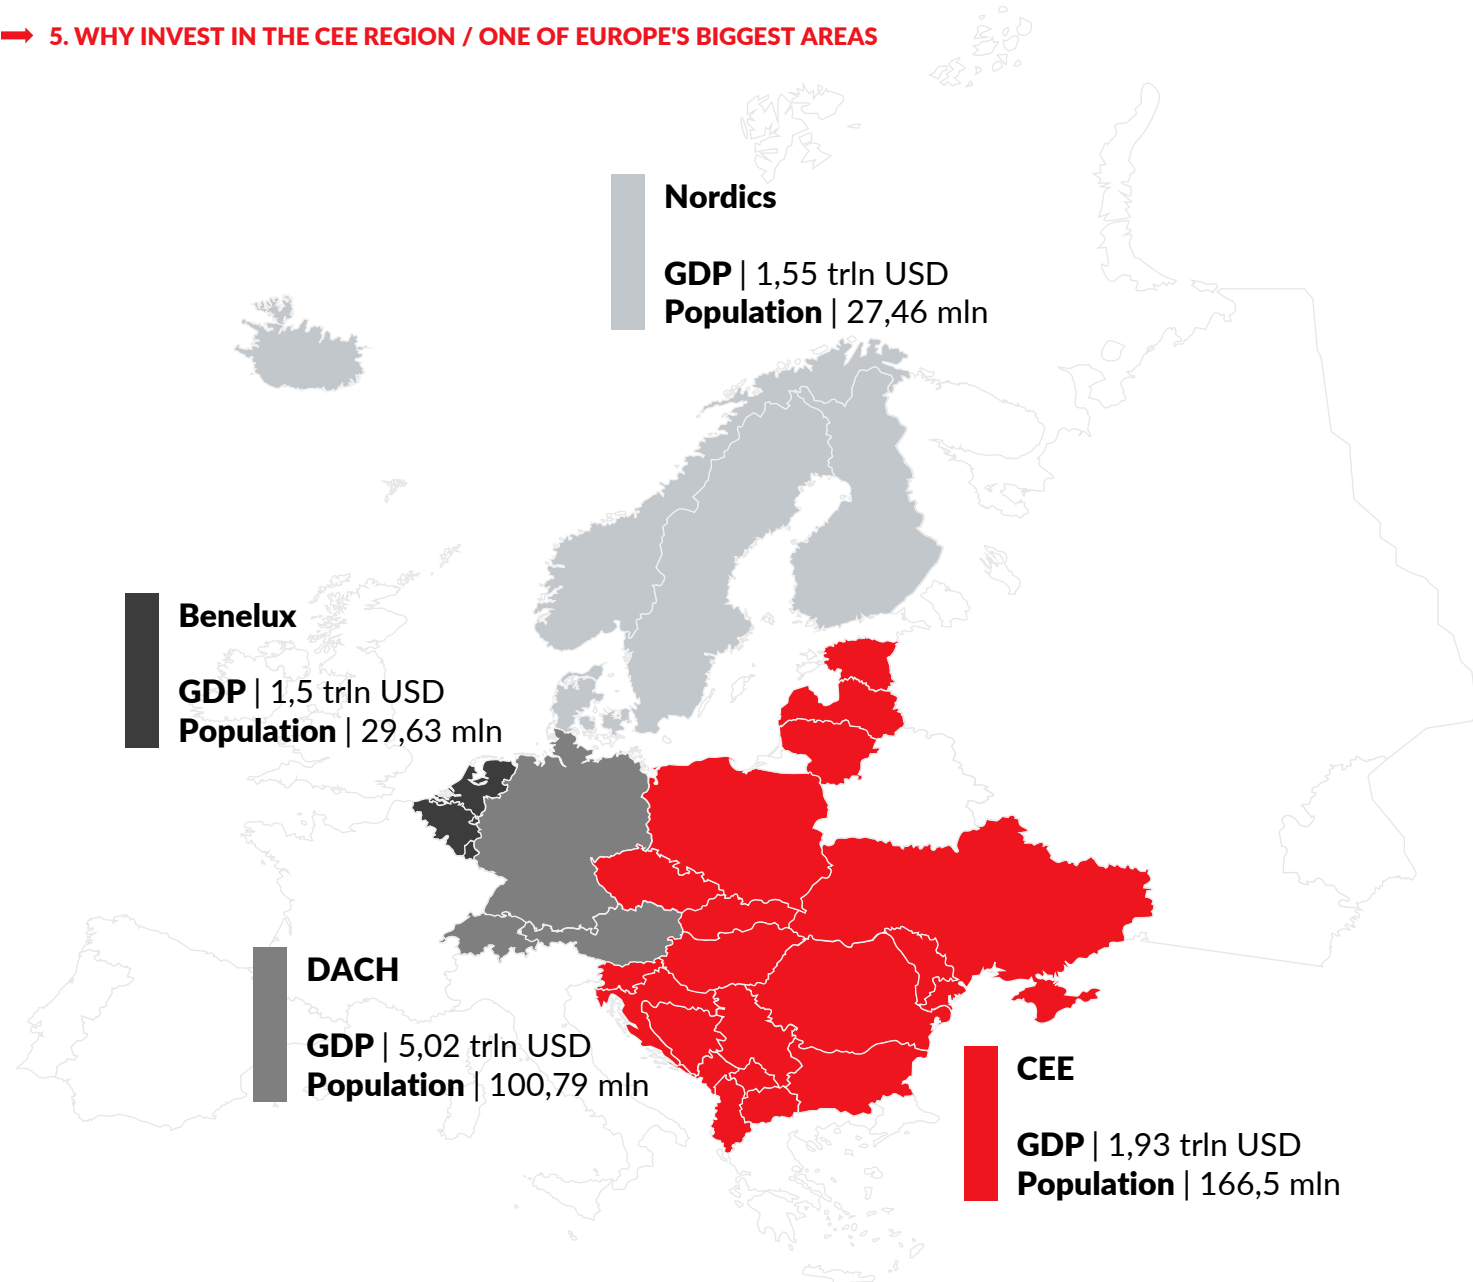 5. WHY INVEST IN THE CEE REGION / ONE OF EUROPE'S BIGGEST AREAS
Nordics
GDP | 1,55 trln USD
Population | 27,46 mln
Benelux
GDP | 1,5 trln USD
Population | 29,63 mln
DACH
GDP | 5,02 trln USD
Population | 100,79 mln
CEE
GDP | 1,93 trln USD
Population | 166,5 mln